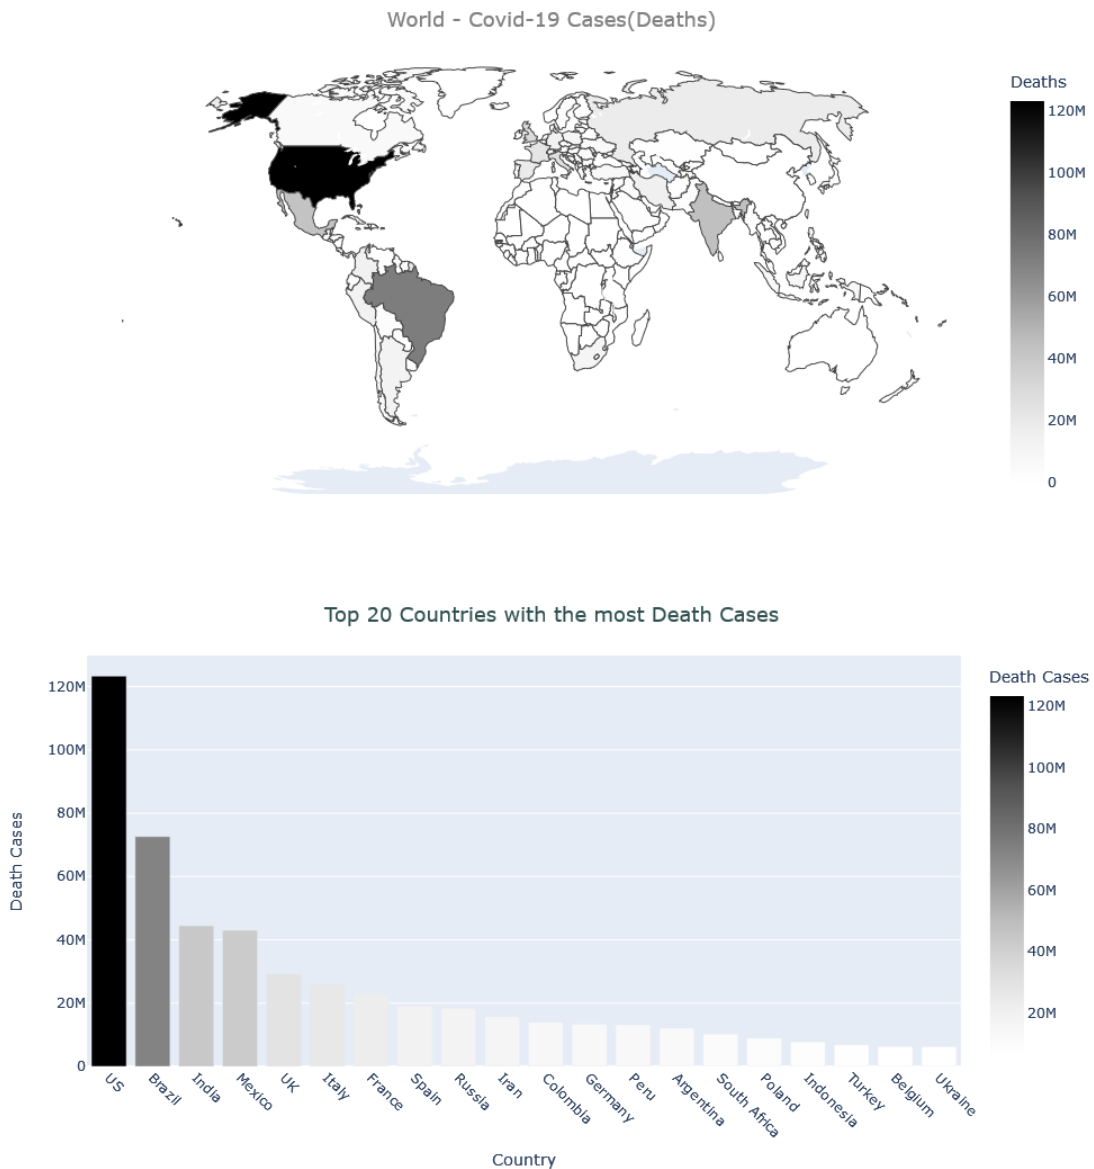 World - Covid-19 Cases(Deaths)
Deaths
120M
100M
80M
60M
40M
20M
0
Top 20 Countries with the most Death Cases
Death Cases
120M
100M
80M
60M
40M
20M
0
US
Brazil
India
Mexico
UK
Italy
France
Spain
Russia
Iran
Colombia
Germany
Peru
Argentina
South Africa
Poland
Indonesia
Turkey
Belgium
Ukraine
Country
Death Cases
120M
100M
80M
60M
40M
20M